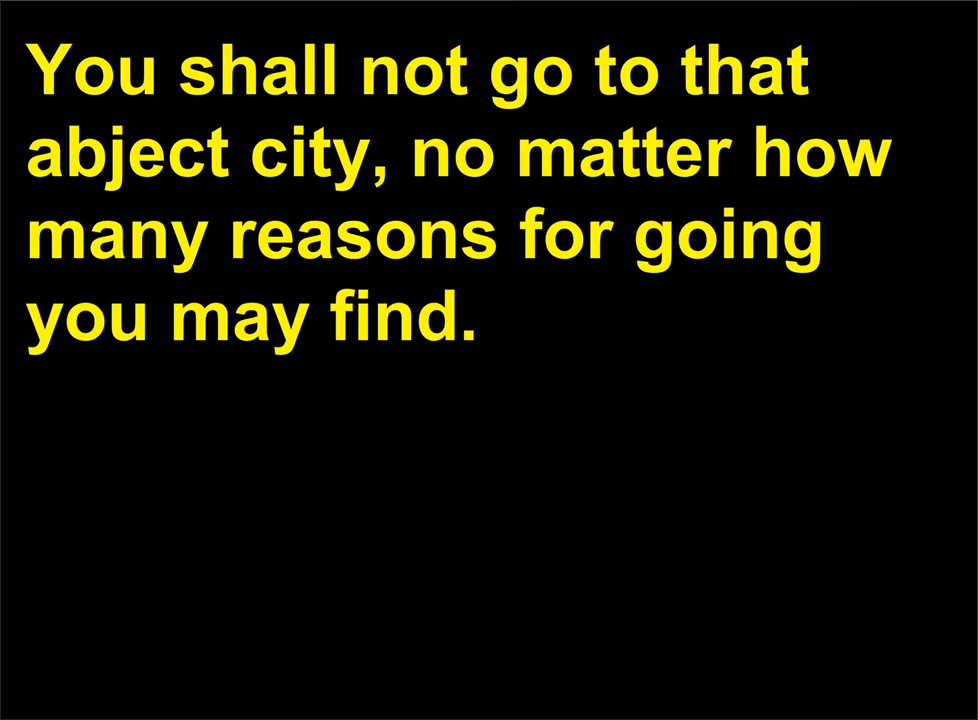 You shall not go to that
abject city, no matter how
many reasons for going
you may find.